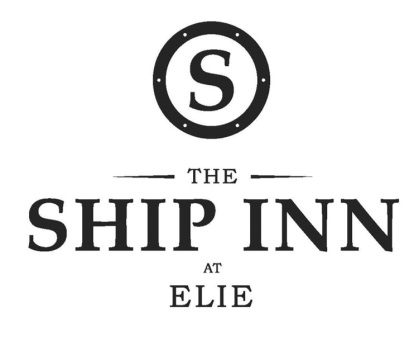 S
THE
SHIP INN
AT
ELIE